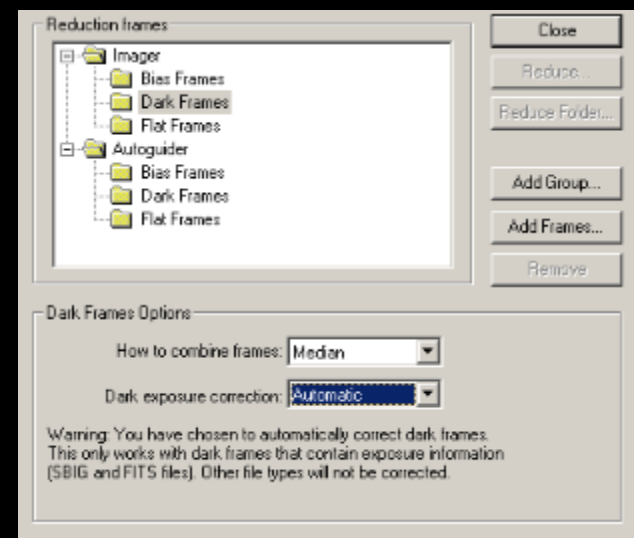 Reduction frames
Imager
Bias Frames
Dark Frames
Flat Frames
Autoguider
Bias Frames
Dark Frames
Flat Frames
Close
Reduce...
Reduce Folder...
Add Group...
Add Frames...
Remove
Dark Frames Options
How to combine frames: Median
Dark exposure correction: Automatic
Warning: You have chosen to automatically correct dark frames.
This only works with dark frames that contain exposure information
(SBIG and FITS files). Other file types will not be corrected.